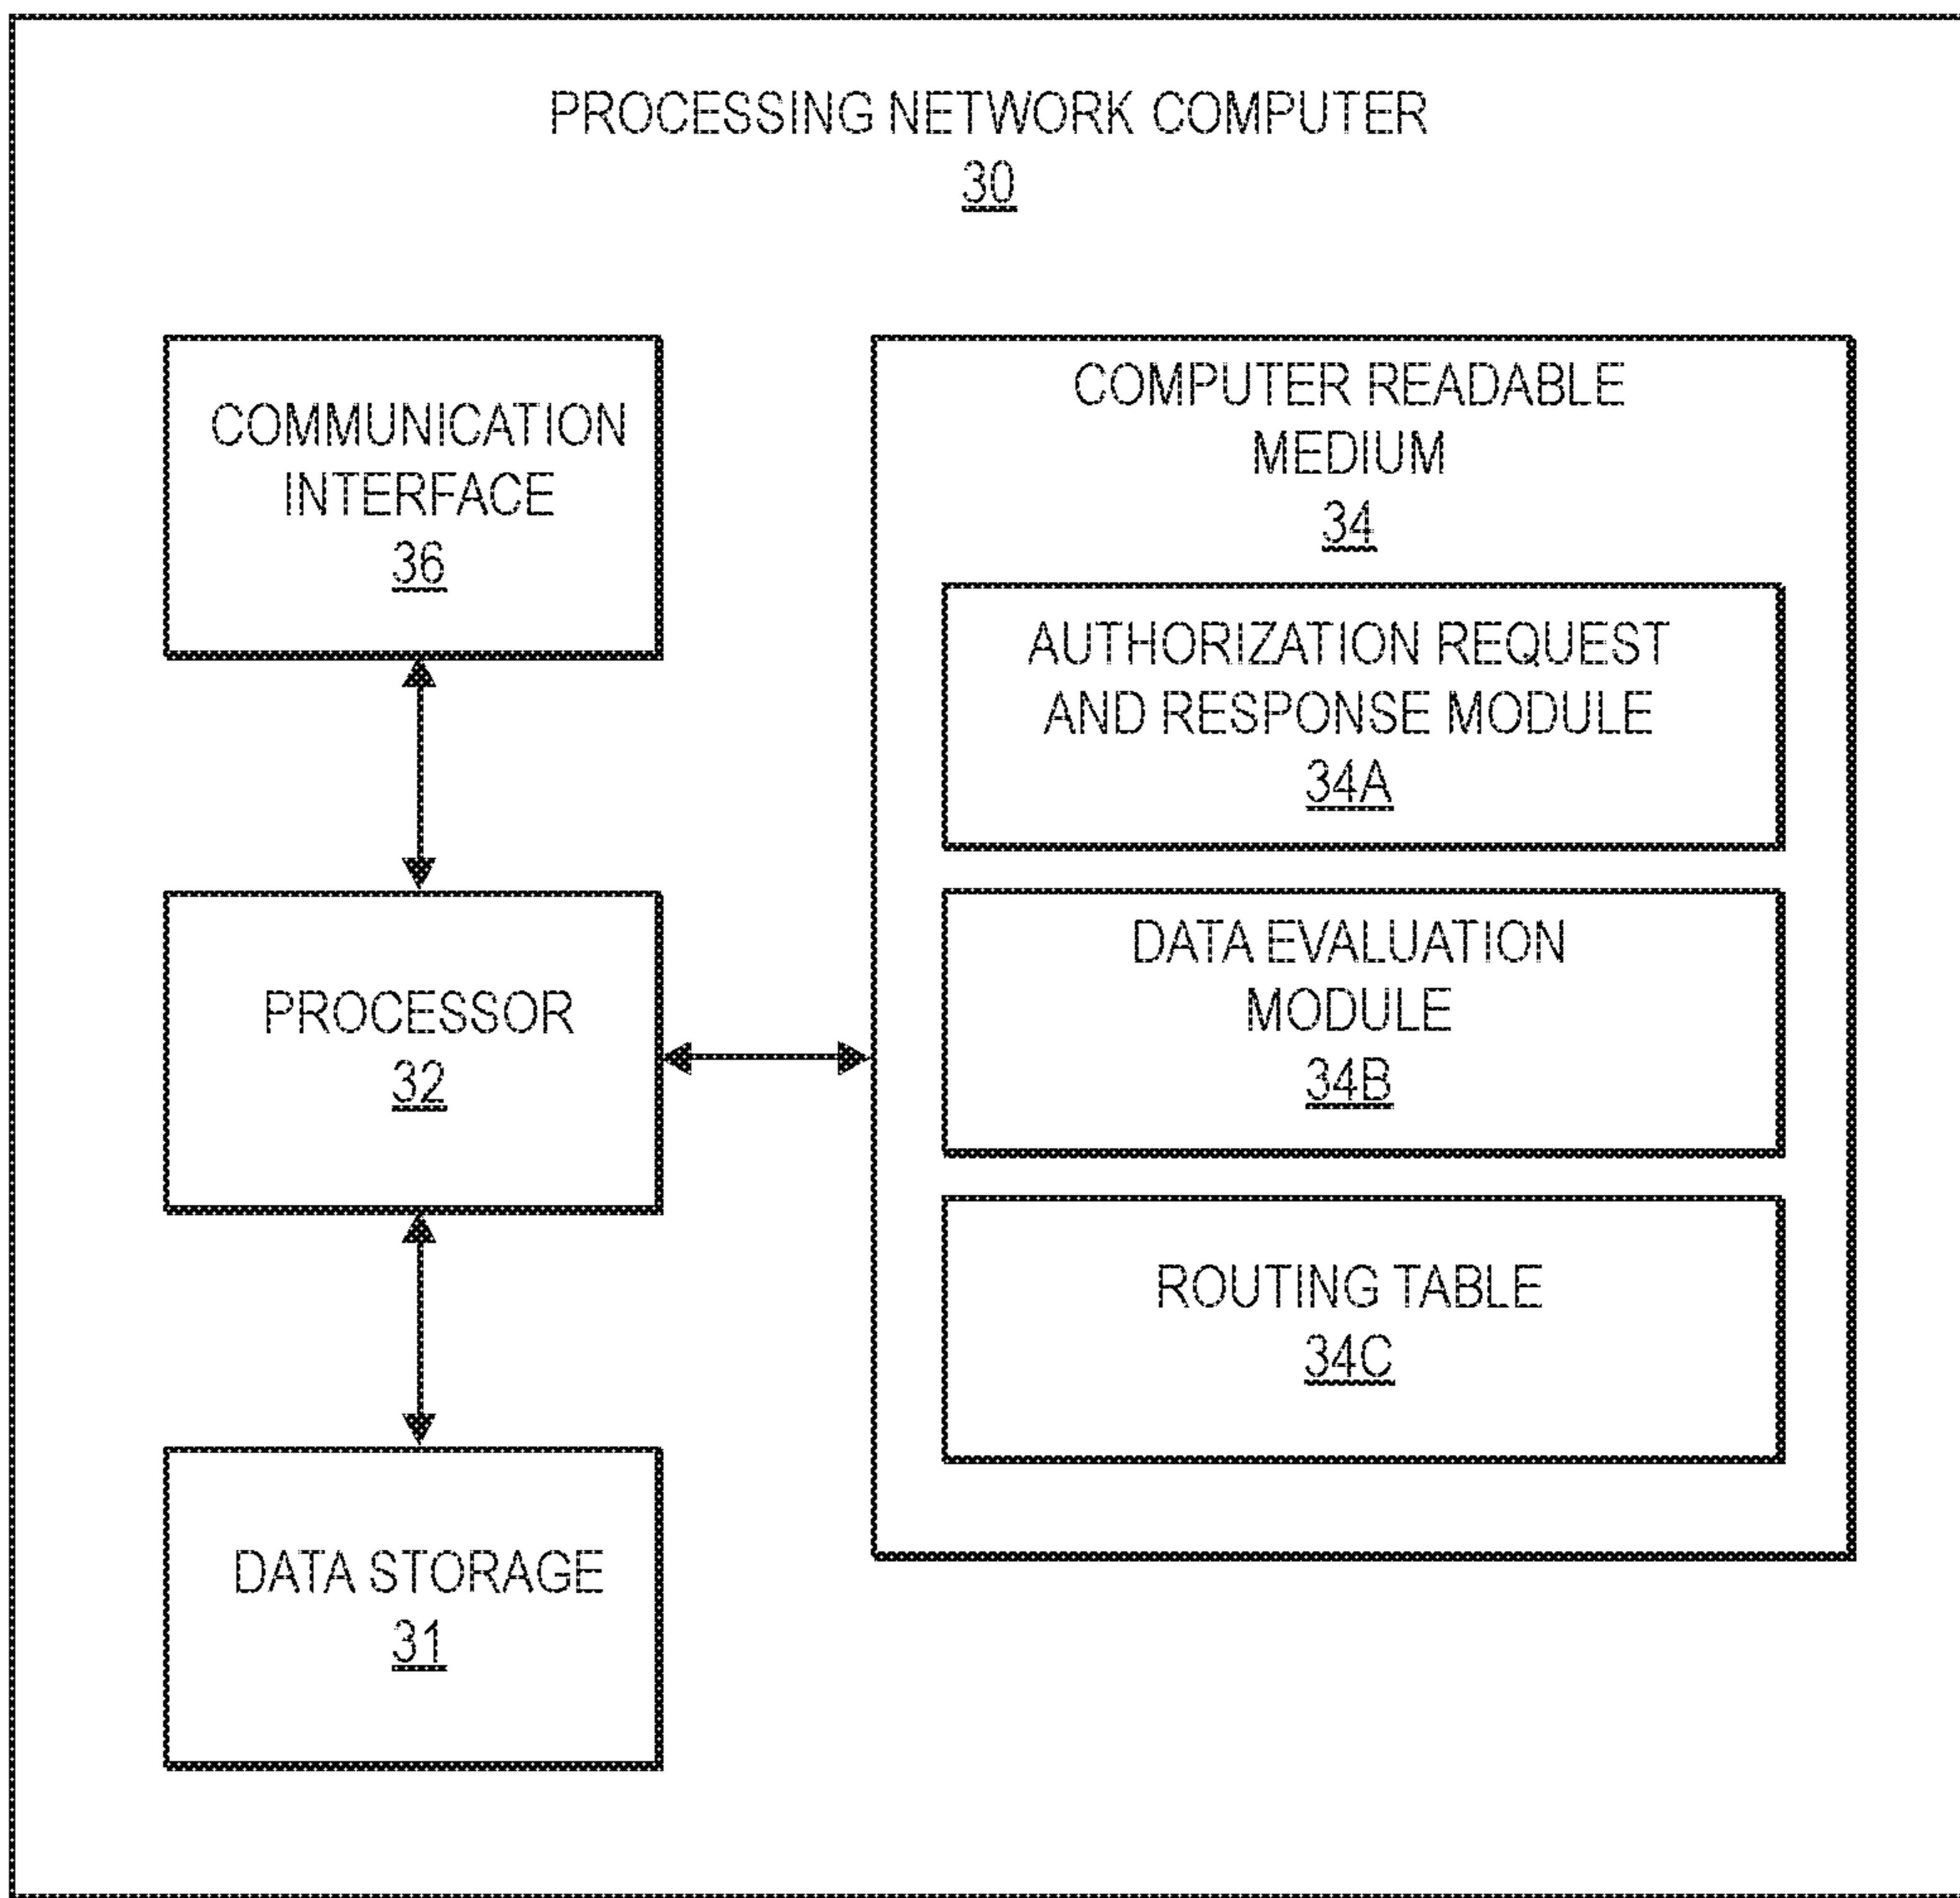 PROCESSING NETWORK COMPUTER
30
COMMUNICATION
INTERFACE
36
PROCESSOR
32
DATA STORAGE
31
COMPUTER READABLE
MEDIUM
34
AUTHORIZATION REQUEST
AND RESPONSE MODULE
34A
DATA EVALUATION
MODULE
34B
ROUTING TABLE
34C